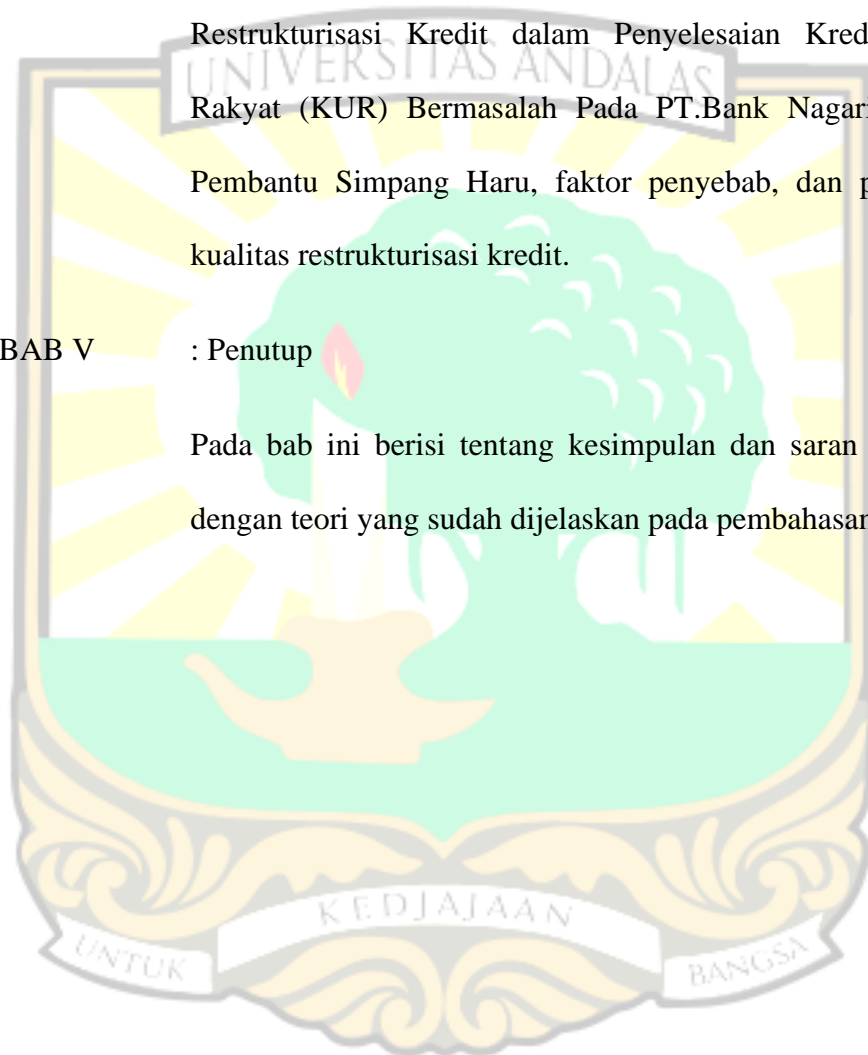 Restrukturisasi Kredit dalam Penyelesaian Kred
UNIVERSITAS ANDALAS
Rakyat (KUR) Bermasalah Pada PT.Bank Nagari
Pembantu Simpang Haru, faktor penyebab, dan p
kualitas restrukturisasi kredit.
BAB V : Penutup
Pada bab ini berisi tentang kesimpulan dan saran
dengan teori yang sudah dijelaskan pada pembahasan
UNTUK KEDJAJAAN BANGSA